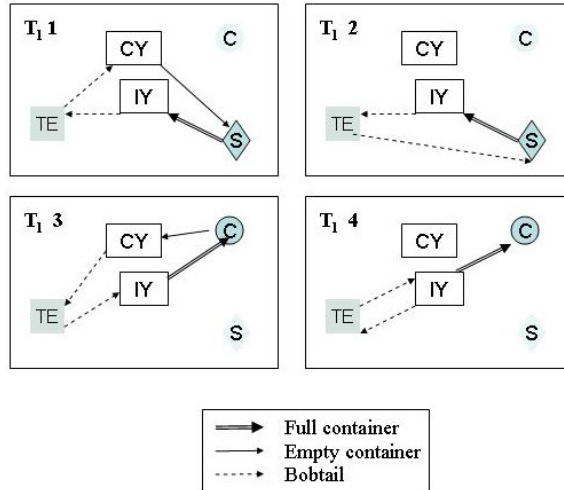 T₁ 1
CY
C
IY
TE
S
T₁ 2
CY
C
IY
TE
S
T₁ 3
CY
C
IY
TE
S
T₁ 4
CY
C
IY
TE
S
Full container
Empty container
Bobtail